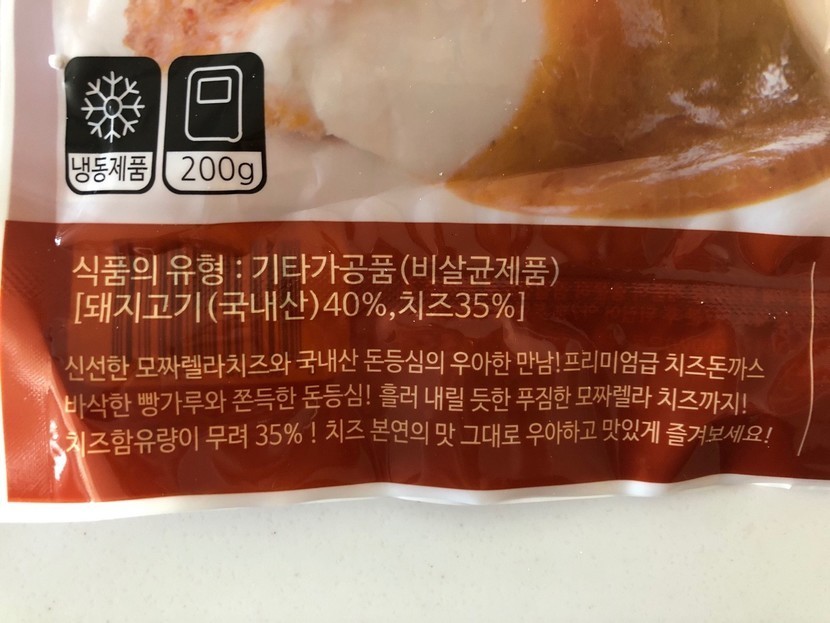 냉동제품
200g
식품의 유형 : 기타가공품(비살균제품)
[돼지고기(국내산)40%,치즈35%]
신선한 모짜렐라치즈와 국내산 돈등심의 우아한 만남!프리미엄급 치즈돈까스
바삭한 빵가루와 쫀득한 돈등심! 흘러 내릴 듯한 푸짐한 모짜렐라 치즈까지!
치즈함유량이 무려 35% ! 치즈 본연의 맛 그대로 우아하고 맛있게 즐겨보세요!